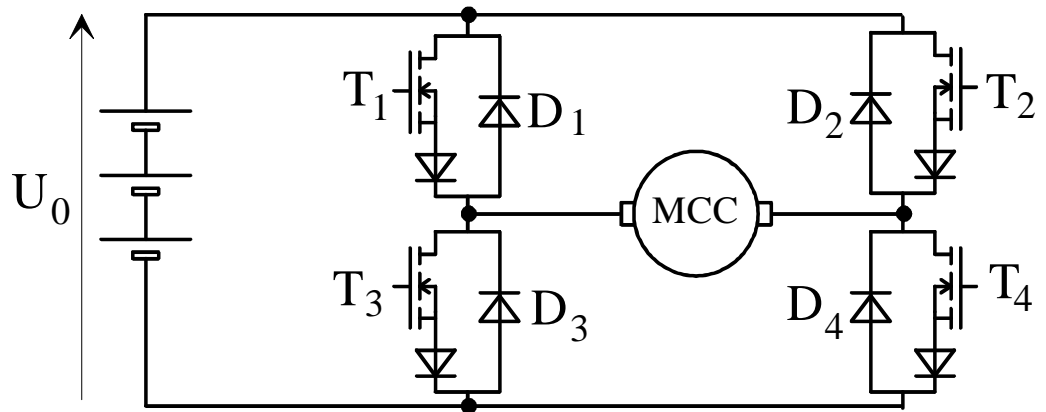 T₁
D₁
D₂
T₂
U₀
MCC
T₃
D₃
D₄
T₄